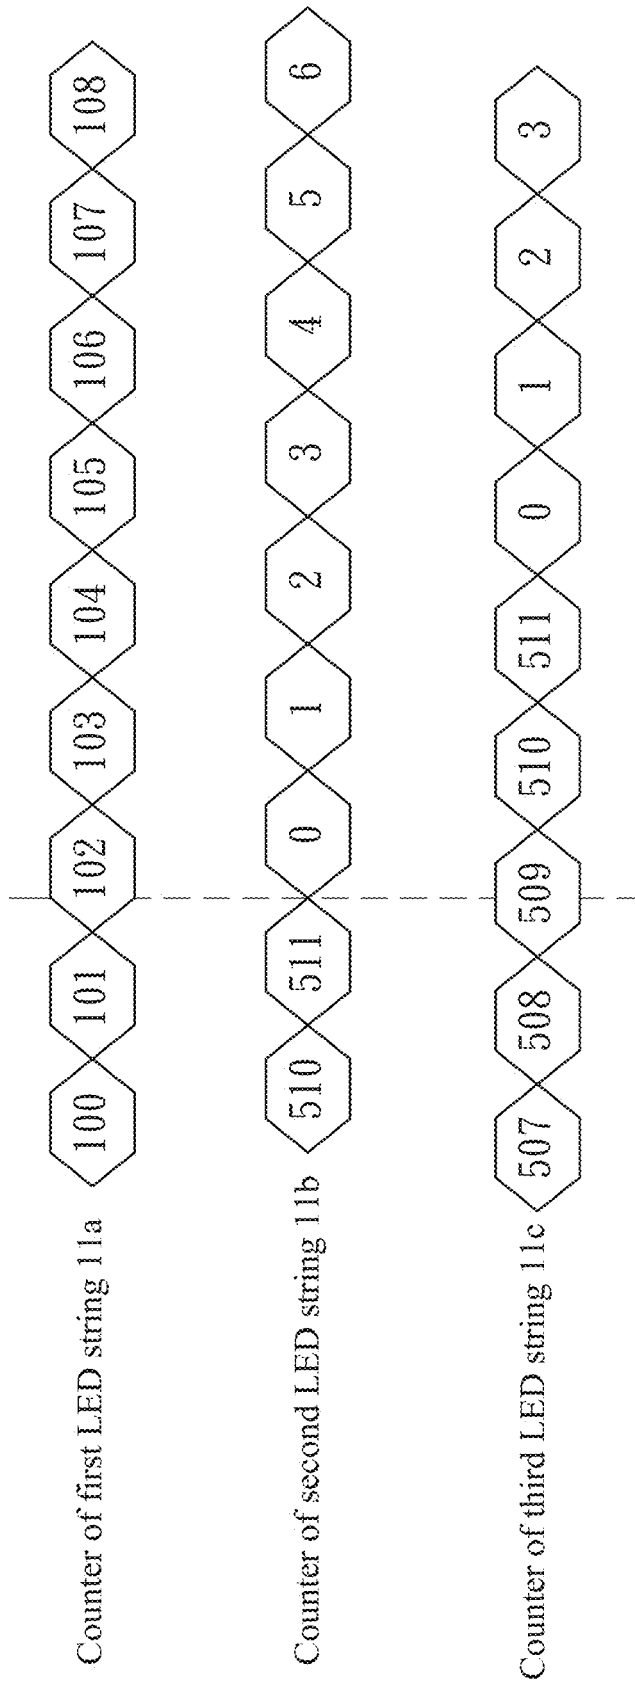 Counter of first LED string 11a 100 101 102 103 104 105 106 107 108
Counter of second LED string 11b 510 511 0 1 2 3 4 5 6
Counter of third LED string 11c 507 508 509 510 511 0 1 2 3